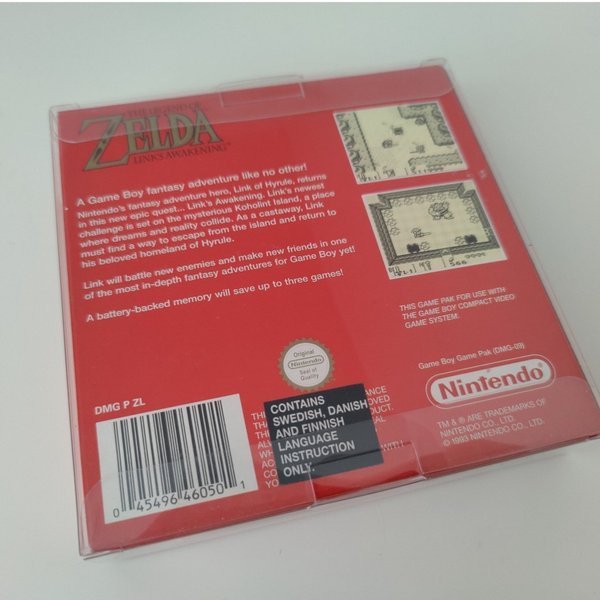 THE LEGEND OF
ZELDA
LINK'S AWAKENING
A Game Boy fantasy adventure like no other!
Nintendo's fantasy adventure hero, Link of Hyrule, returns
in this new epic quest... Link's Awakening. Link's newest
challenge is set on the mysterious Koholint Island, a place
where dreams and reality collide. As a castaway, Link
must find a way to escape from the island and return to
his beloved homeland of Hyrule.
Link will battle new enemies and make new friends in one
of the most in-depth fantasy adventures for Game Boy yet!
A battery-backed memory will save up to three games!
THIS GAME PAK FOR USE WITH
THE GAME BOY COMPACT VIDEO
GAME SYSTEM.
Original
Nintendo
Seal of
Quality
Game Boy Game Pak (DMG-09)
Nintendo®
TM & ® ARE TRADEMARKS OF
NINTENDO CO., LTD.
© 1993 NINTENDO CO., LTD.
DMG P ZL
CONTAINS
SWEDISH, DANISH
AND FINNISH
LANGUAGE
INSTRUCTION
ONLY.
WITH
0 45496 46050 1